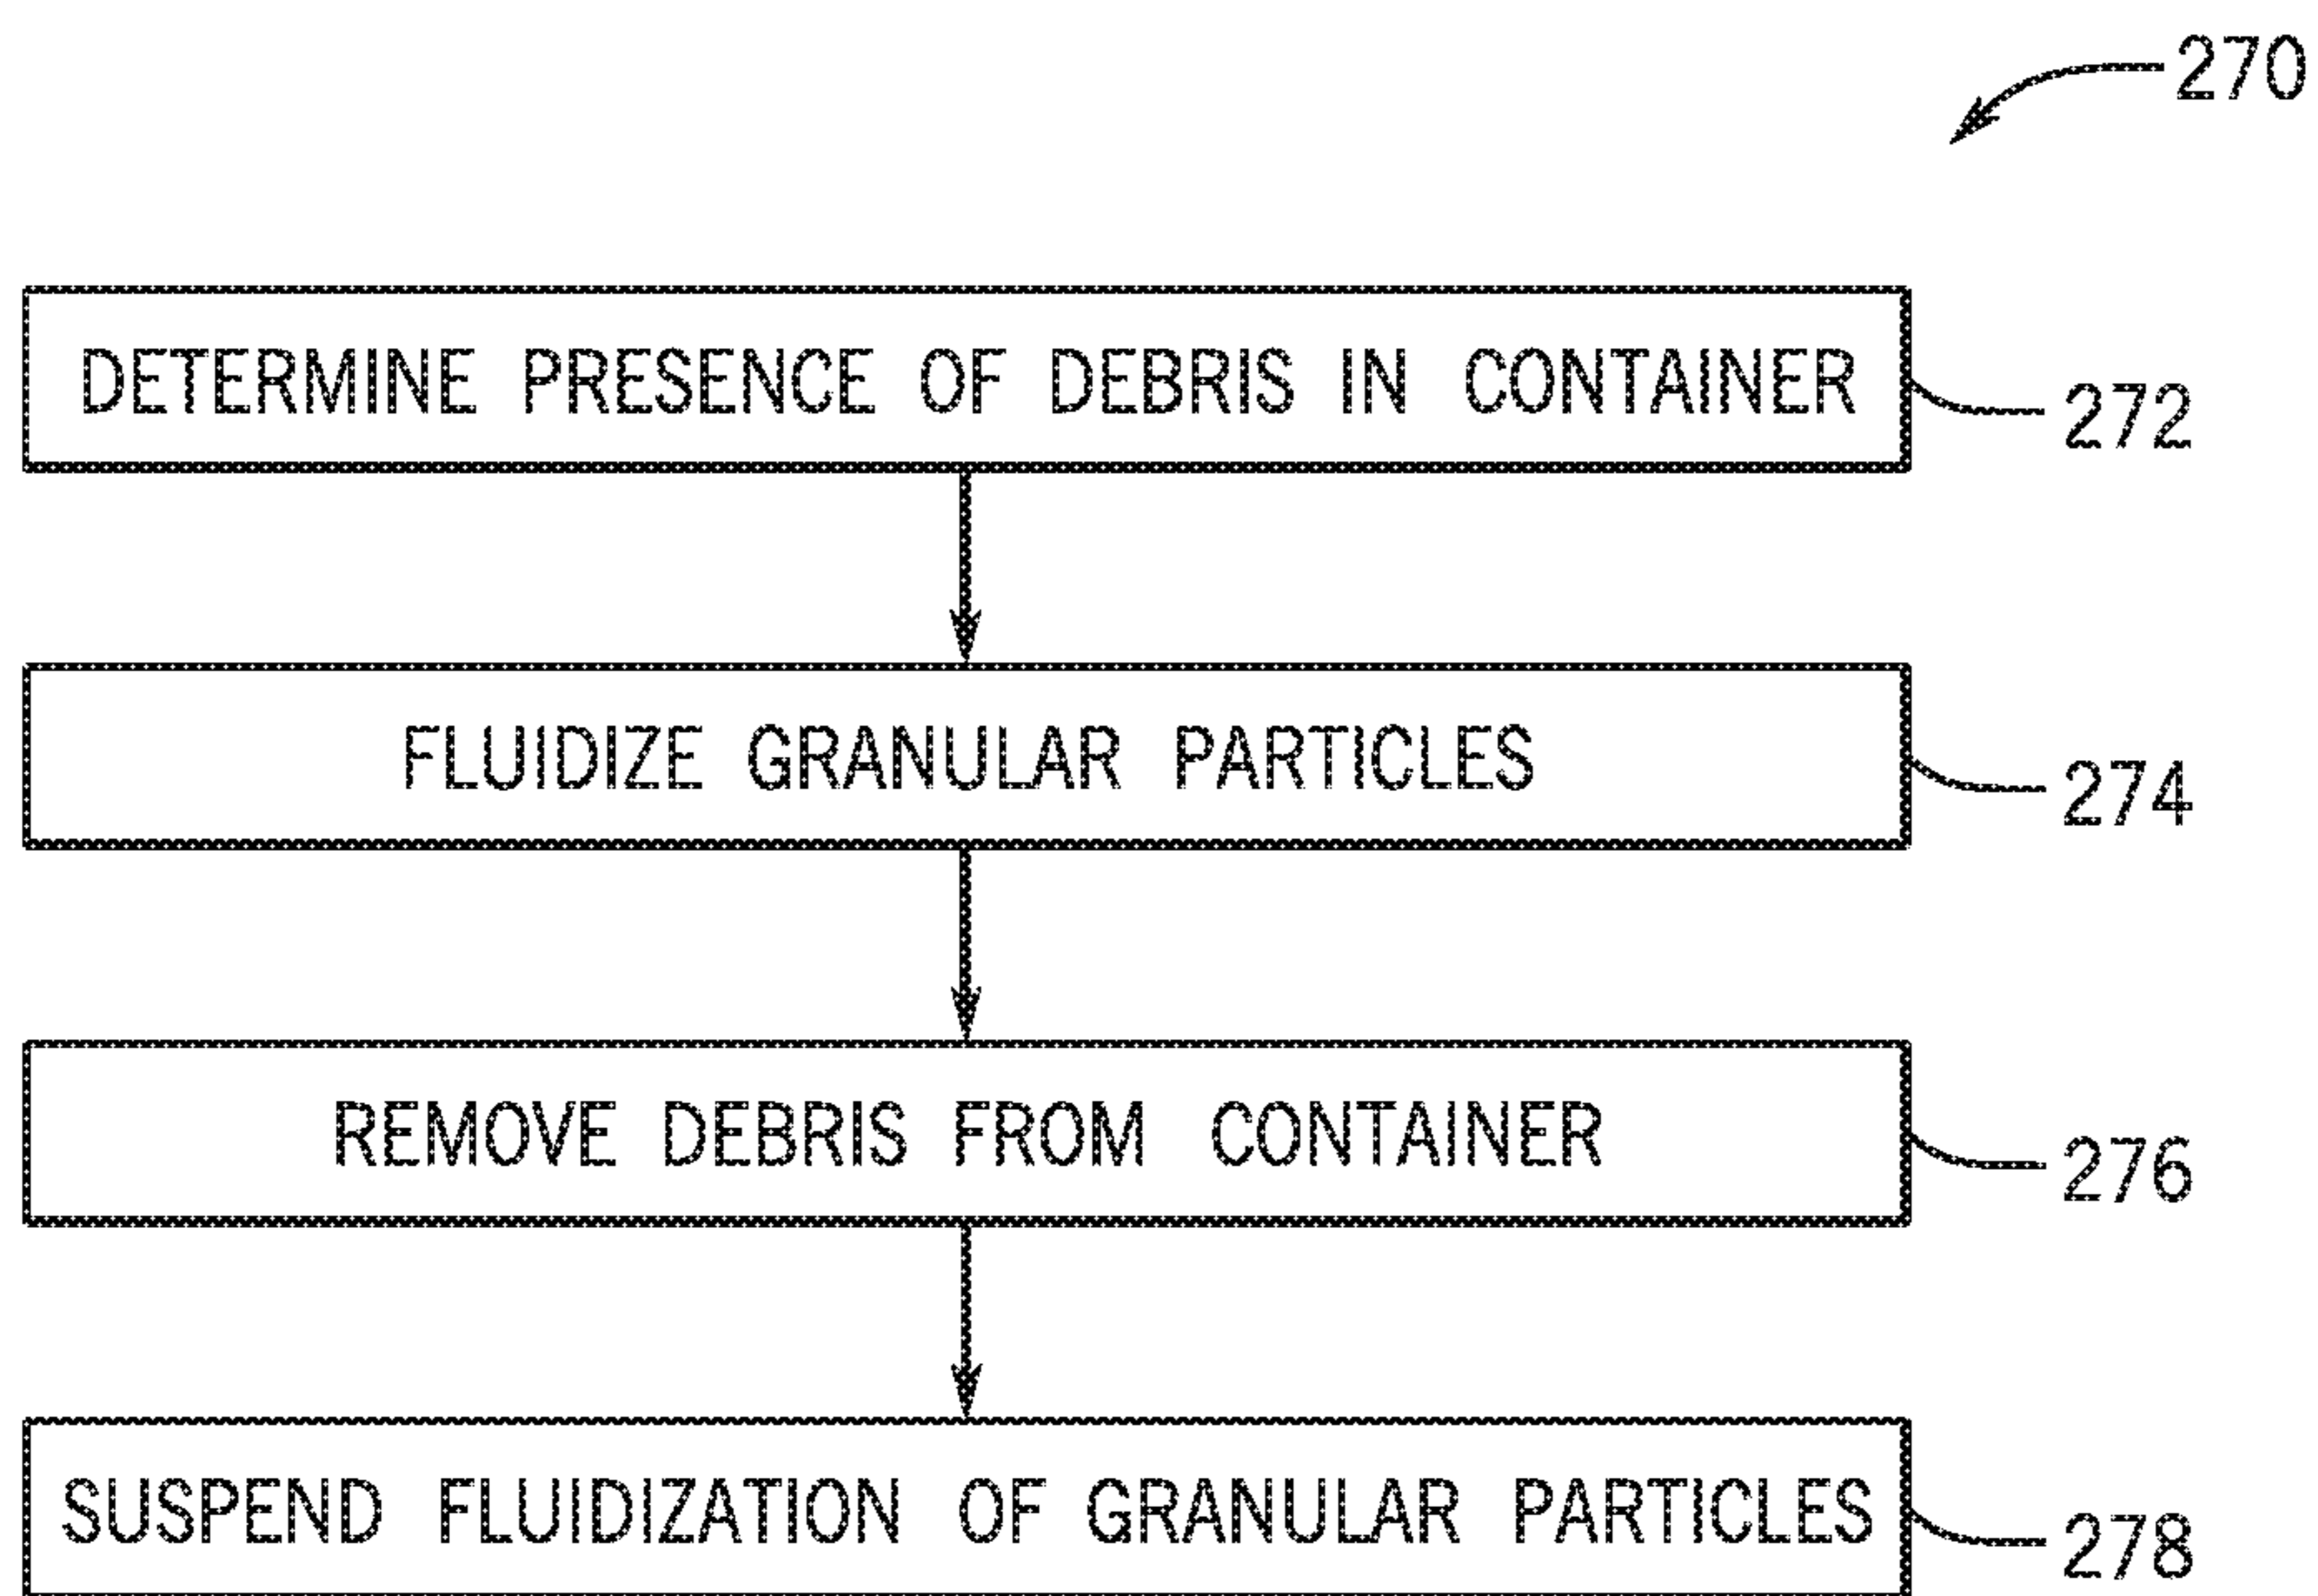 270
DETERMINE PRESENCE OF DEBRIS IN CONTAINER
272
FLUIDIZE GRANULAR PARTICLES
274
REMOVE DEBRIS FROM CONTAINER
276
SUSPEND FLUIDIZATION OF GRANULAR PARTICLES
278